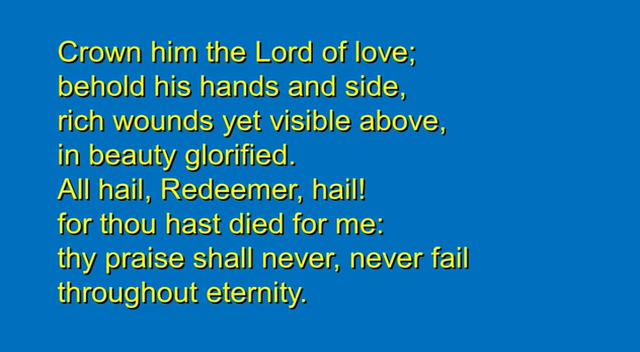 Crown him the Lord of love;
behold his hands and side,
rich wounds yet visible above,
in beauty glorified.
All hail, Redeemer, hail!
for thou hast died for me:
thy praise shall never, never fail
throughout eternity.